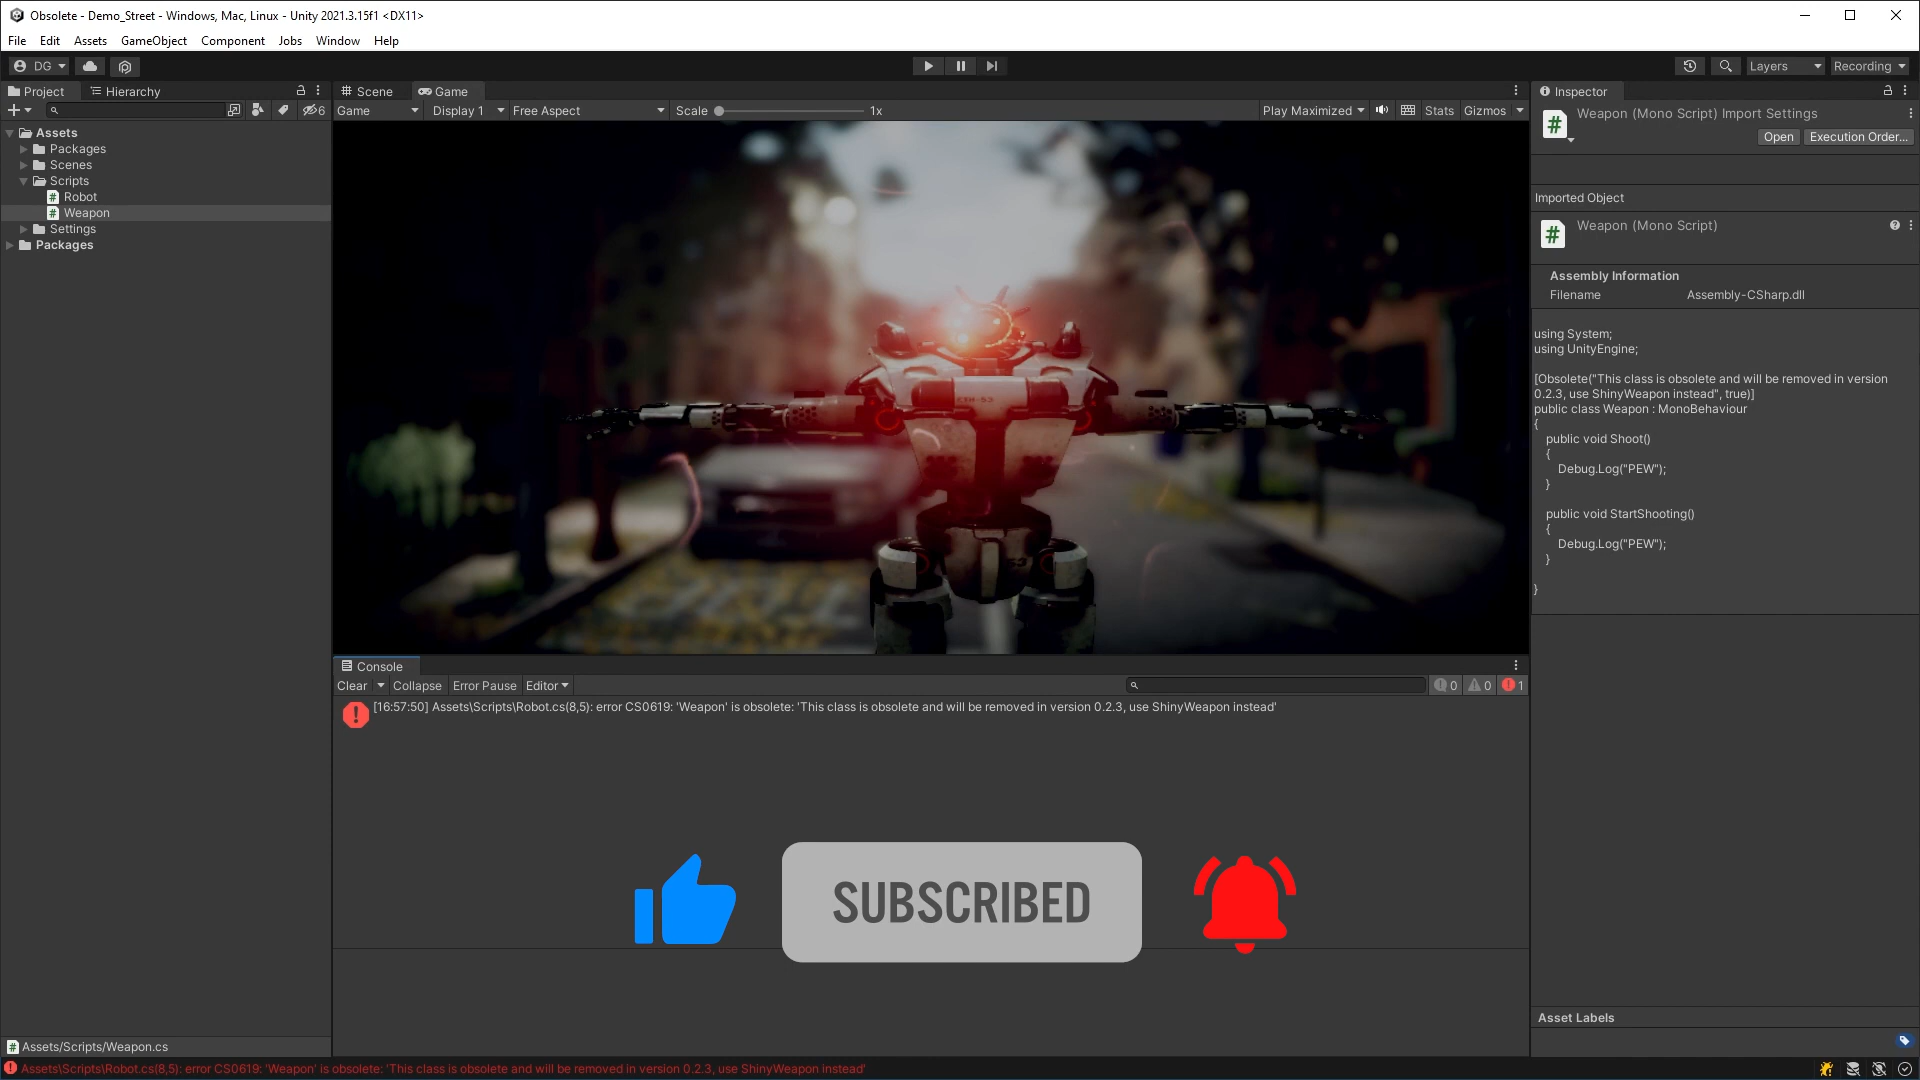 Obsolete - Demo_Street - Windows, Mac, Linux - Unity 2021.3.15f1 <DX11>
File Edit Assets GameObject Component Jobs Window Help
DG
Layers Recording
Project Hierarchy
6
Assets
Packages
Scenes
Scripts
Robot
Weapon
Settings
Packages
Assets/Scripts/Weapon.cs
Scene Game
Game Display 1 Free Aspect Scale 1x Play Maximized Stats Gizmos
KTH-53
Console
Clear Collapse Error Pause Editor 0 0 1
[16:57:50] Assets\Scripts\Robot.cs(8,5): error CS0619: 'Weapon' is obsolete: 'This class is obsolete and will be removed in version 0.2.3, use ShinyWeapon instead'
SUBSCRIBED
Inspector
Weapon (Mono Script) Import Settings
Open Execution Order...
Imported Object
Weapon (Mono Script)
Assembly Information
Filename Assembly-CSharp.dll
using System;
using UnityEngine;
[Obsolete("This class is obsolete and will be removed in version
0.2.3, use ShinyWeapon instead", true)]
public class Weapon : MonoBehaviour
{
public void Shoot()
{
Debug.Log("PEW");
}
public void StartShooting()
{
Debug.Log("PEW");
}
}
Asset Labels
Assets\Scripts\Robot.cs(8,5): error CS0619: 'Weapon' is obsolete: 'This class is obsolete and will be removed in version 0.2.3, use ShinyWeapon instead'